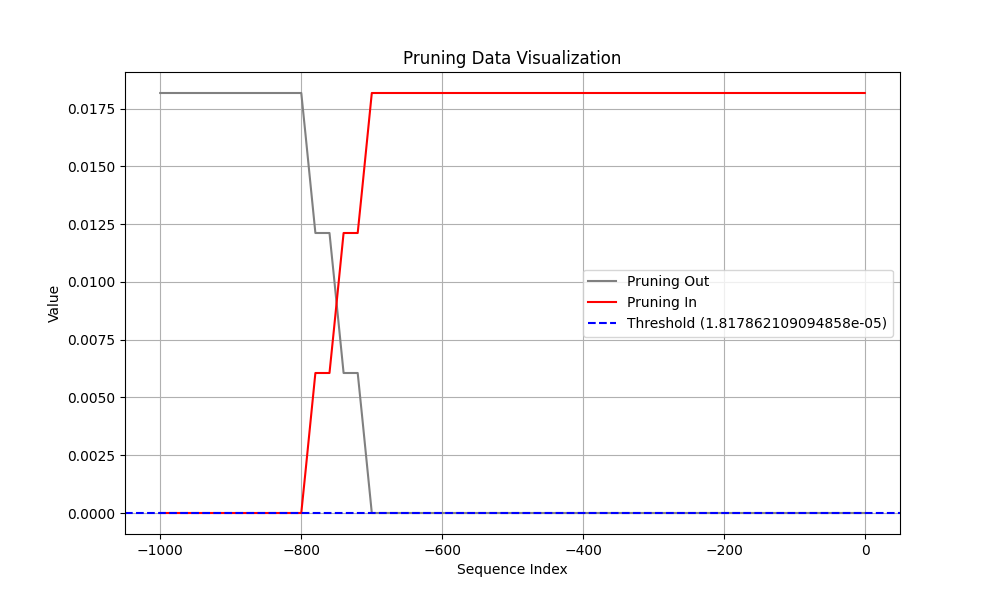 Pruning Data Visualization
Value
0.0175
0.0150
0.0125
0.0100
0.0075
0.0050
0.0025
0.0000
Pruning Out
Pruning In
Threshold (1.817862109094858e-05)
−1000
−800
−600
−400
−200
0
Sequence Index